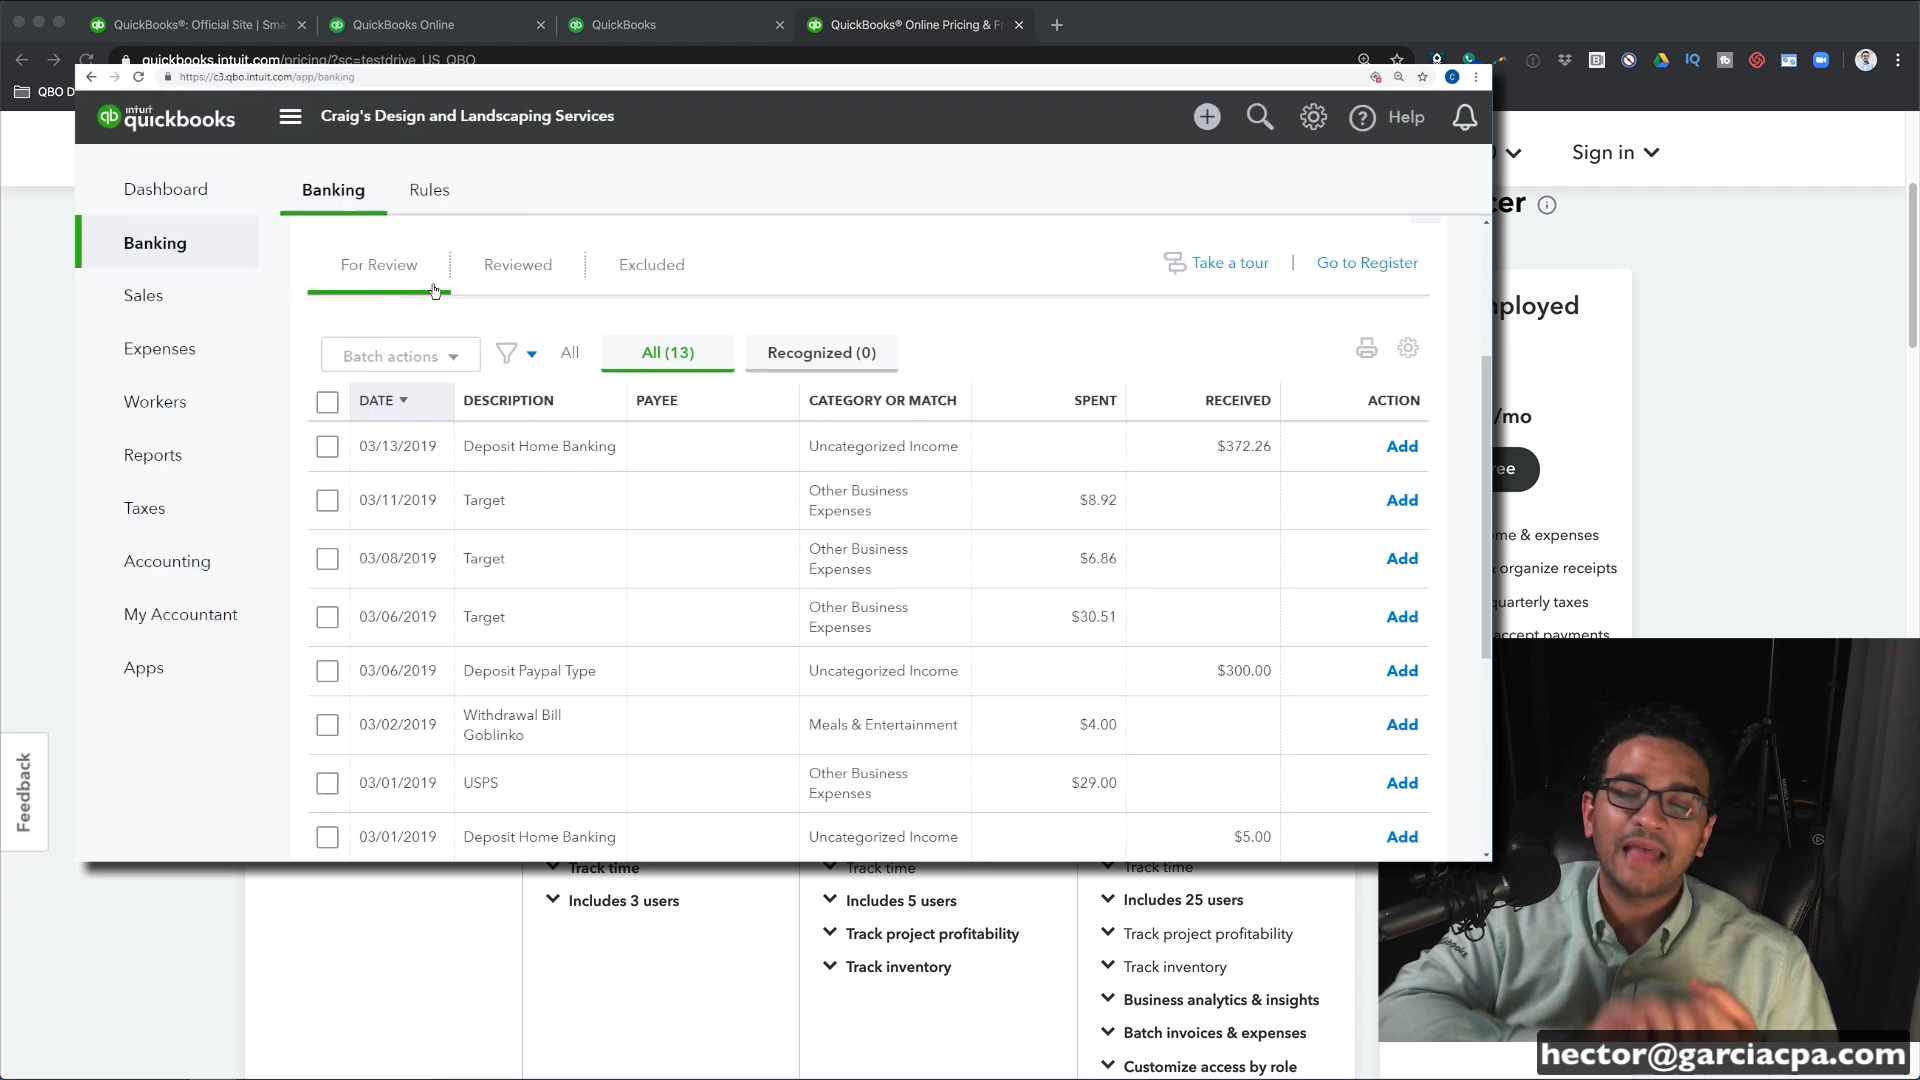 QuickBooks®: Official Site | Sma
QuickBooks Online
QuickBooks
QuickBooks® Online Pricing & Fr
quickbooks.intuit.com/pricing/?sc=testdrive_US_QBO
https://c3.qbo.intuit.com/app/banking
QBO D
intuit
quickbooks
Craig's Design and Landscaping Services
Help
Sign in
Dashboard
Banking
Sales
Expenses
Workers
Reports
Taxes
Accounting
My Accountant
Apps
Banking
Rules
For Review
Reviewed
Excluded
Take a tour | Go to Register
Batch actions
All
All (13)
Recognized (0)
DATE DESCRIPTION PAYEE CATEGORY OR MATCH SPENT RECEIVED ACTION
03/13/2019 Deposit Home Banking Uncategorized Income $372.26 Add
03/11/2019 Target Other Business Expenses $8.92 Add
03/08/2019 Target Other Business Expenses $6.86 Add
03/06/2019 Target Other Business Expenses $30.51 Add
03/06/2019 Deposit Paypal Type Uncategorized Income $300.00 Add
03/02/2019 Withdrawal Bill Goblinko Meals & Entertainment $4.00 Add
03/01/2019 USPS Other Business Expenses $29.00 Add
03/01/2019 Deposit Home Banking Uncategorized Income $5.00 Add
cer
ployed
/mo
ree
me & expenses
organize receipts
quarterly taxes
accept payments
Feedback
Track time
Includes 3 users
Track time
Includes 5 users
Track project profitability
Track inventory
Track time
Includes 25 users
Track project profitability
Track inventory
Business analytics & insights
Batch invoices & expenses
Customize access by role
hector@garciacpa.com